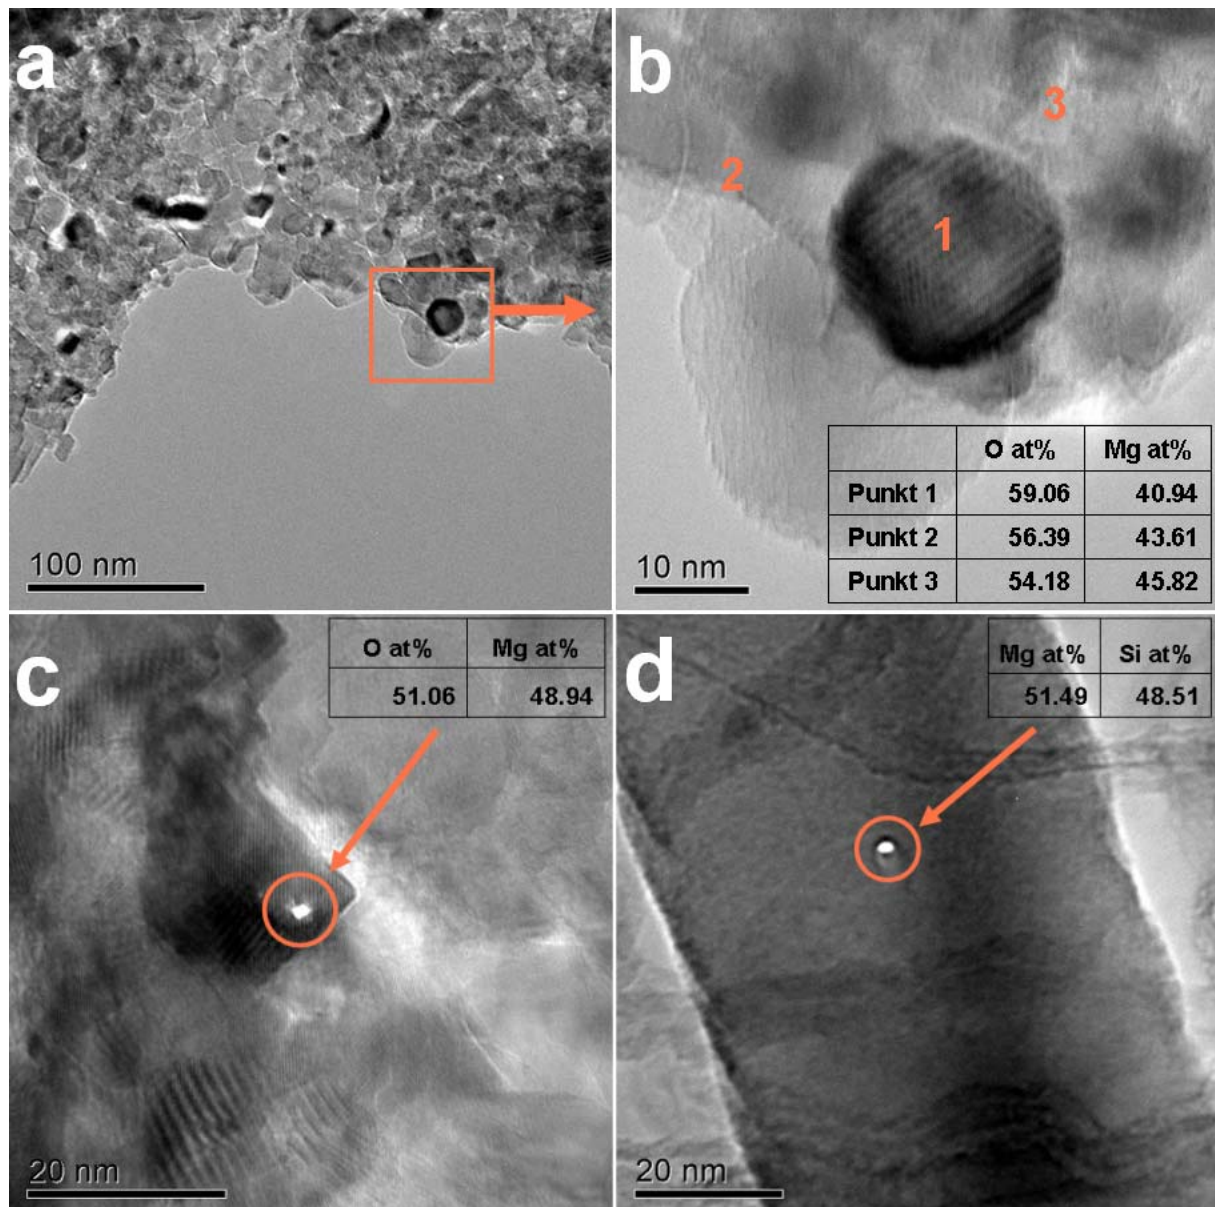 a
100 nm
b
3
2
1
O at% Mg at%
Punkt 1 59.06 40.94
Punkt 2 56.39 43.61
Punkt 3 54.18 45.82
10 nm
c
O at% Mg at%
51.06 48.94
20 nm
d
Mg at% Si at%
51.49 48.51
20 nm